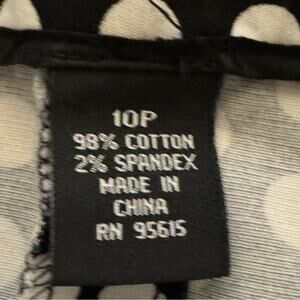 10P
98% COTTON
2% SPANDEX
MADE IN
CHINA
RN 95615